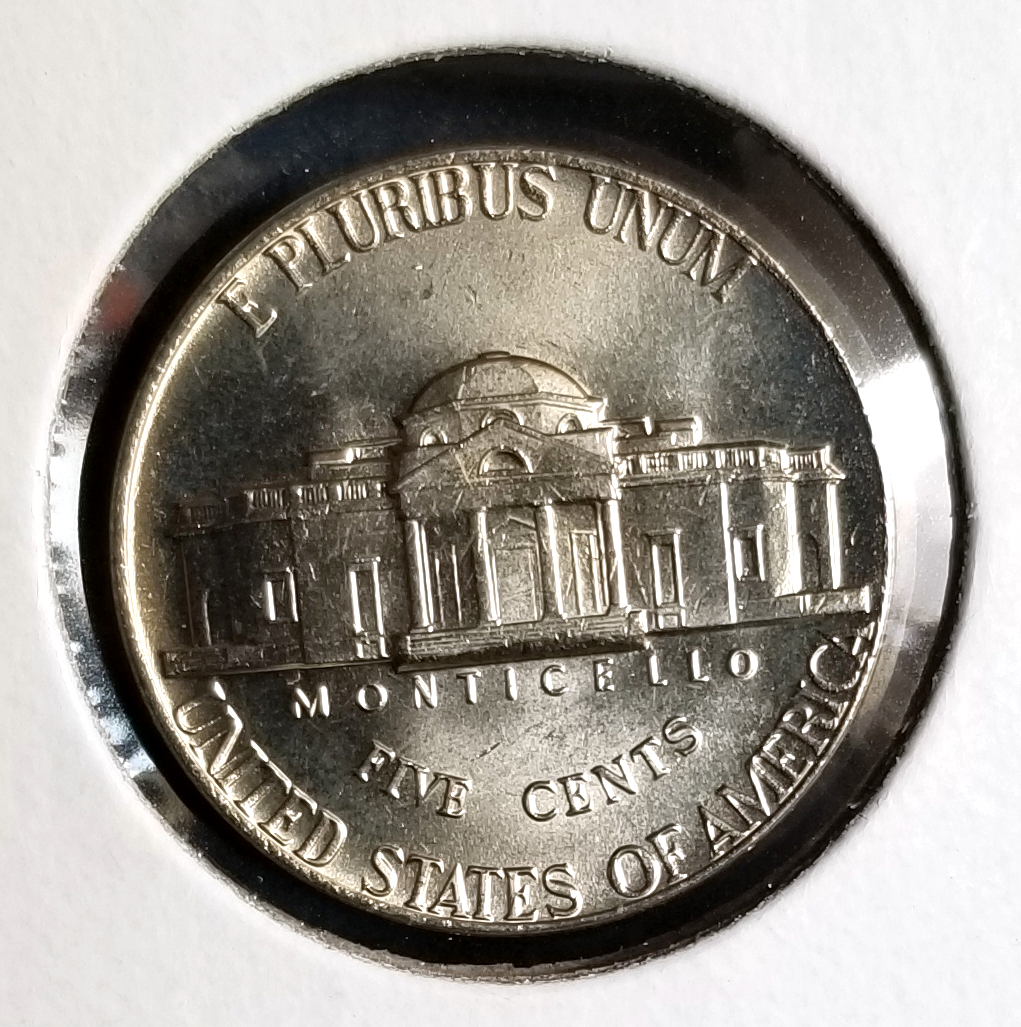 E PLURIBUS UNUM
MONTICELLO
FIVE CENTS
UNITED STATES OF AMERICA